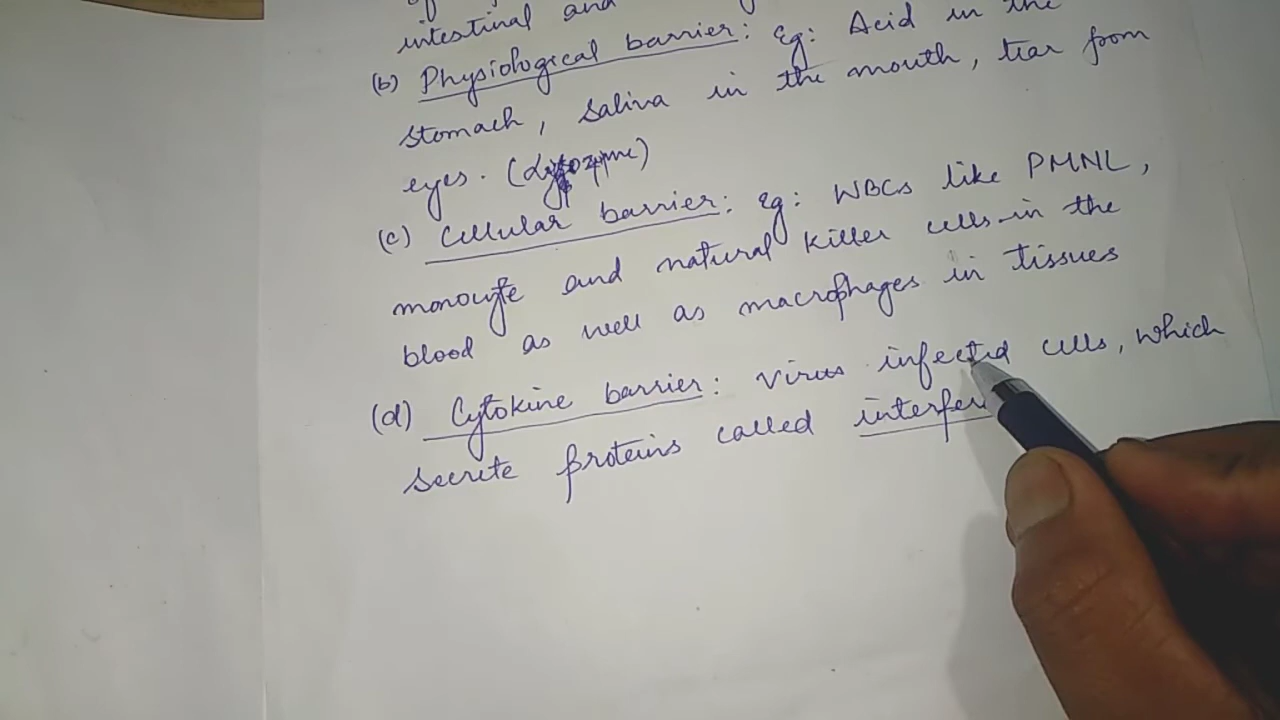 intestinal and
(b) Physiological barrier: Eg: Acid in the
stomach, saliva in the mouth, tear from
eyes. (Lysozyme)
(c) Cellular barrier: Eg: WBCs like PMNL,
monocyte and natural killer cells in the
blood as well as macrophages in tissues
(d) Cytokine barrier: Virus infected cells, which
secrete proteins called interfer